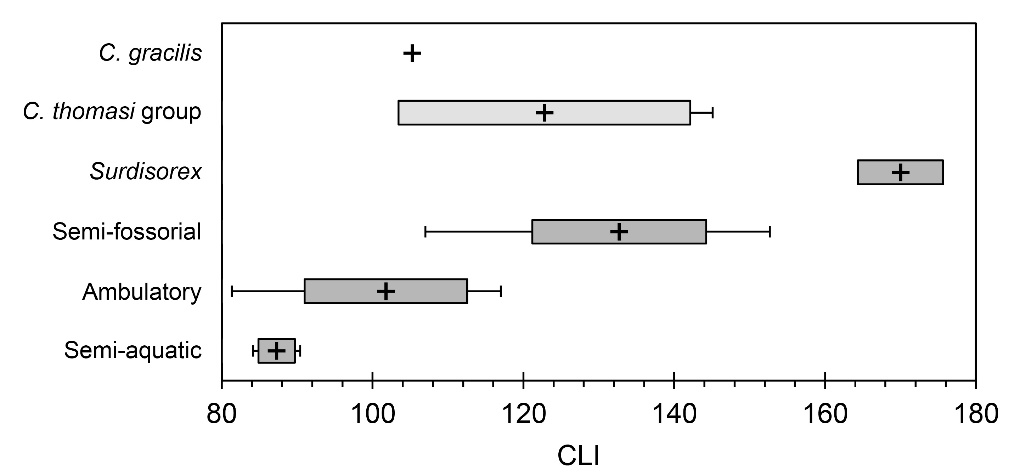 C. gracilis
C. thomasi group
Surdisorex
Semi-fossorial
Ambulatory
Semi-aquatic
80 100 120 140 160 180
CLI